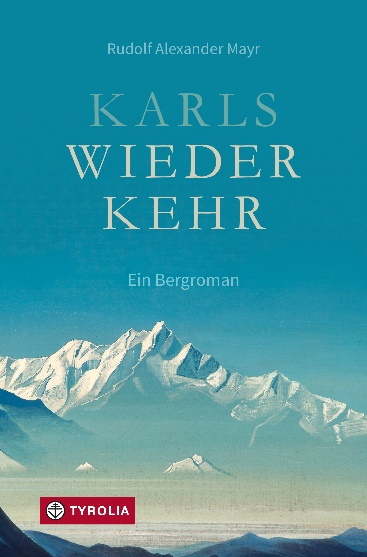 Rudolf Alexander Mayr
KARLS
WIEDER
KEHR
Ein Bergroman
TYROLIA